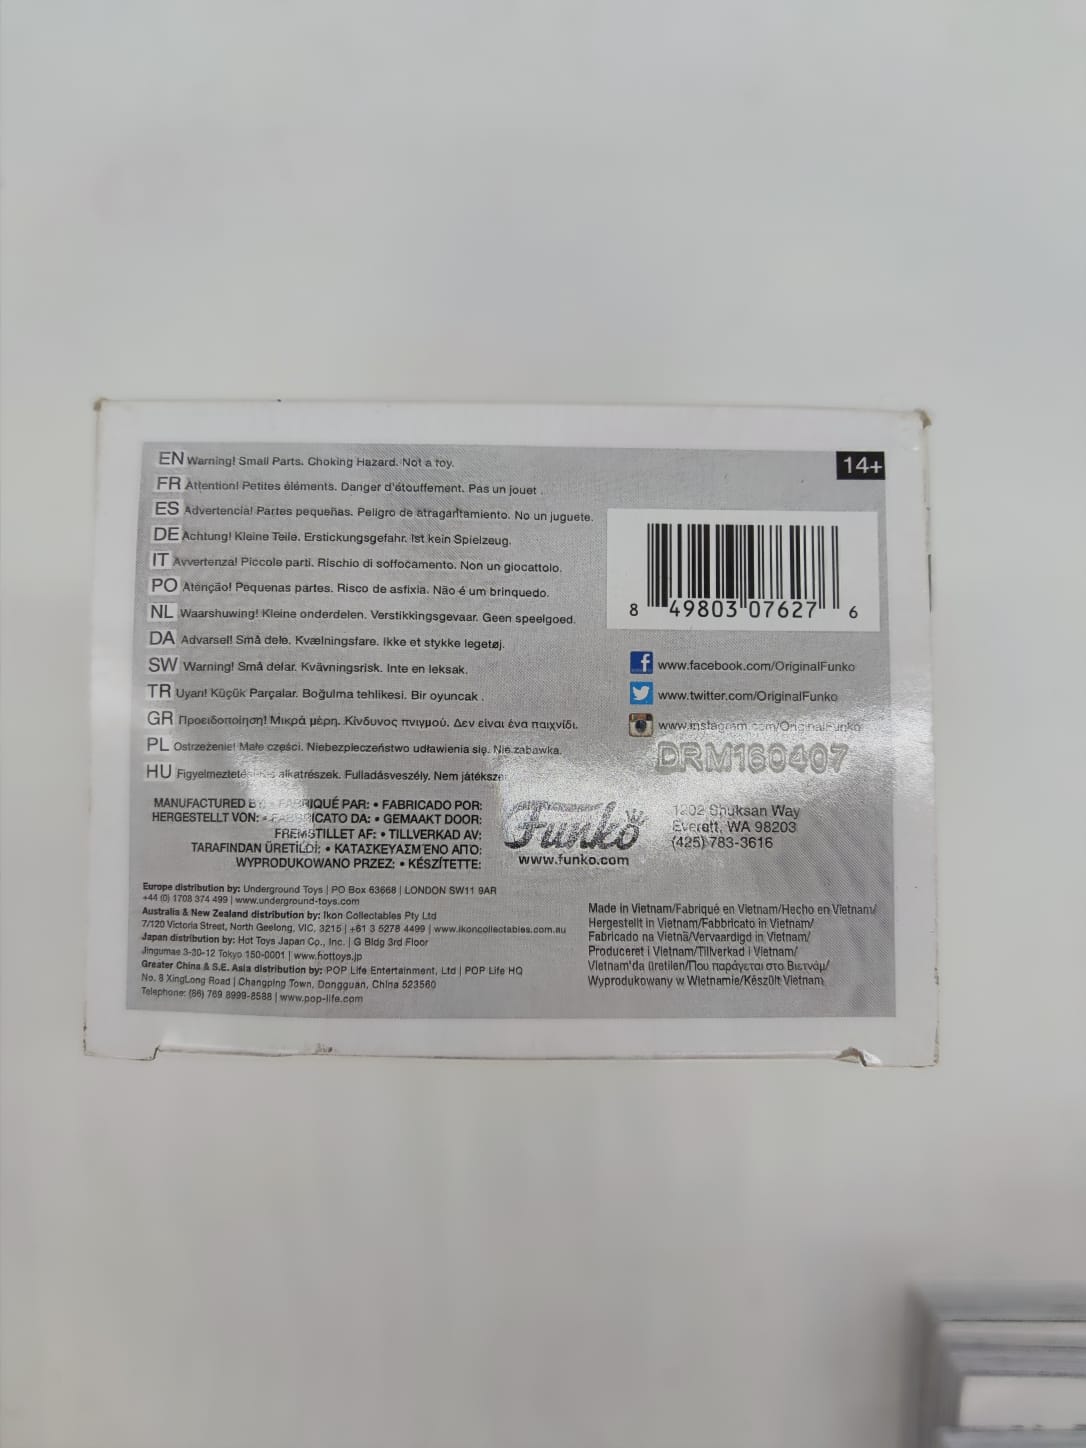 EN Warning! Small Parts. Choking Hazard. Not a toy.
14+
FR Attention! Petites éléments. Danger d'étouffement. Pas un jouet .
ES Advertencia! Partes pequeñas. Peligro de atragantamiento. No un juguete.
DE Achtung! Kleine Teile. Erstickungsgefahr. Ist kein Spielzeug.
IT Avvertenza! Piccole parti. Rischio di soffocamento. Non un giocattolo.
PO Atenção! Pequenas partes. Risco de asfixia. Não é um brinquedo.
NL Waarshuwing! Kleine onderdelen. Verstikkingsgevaar. Geen speelgoed.
DA Advarsel! Små dele. Kvælningsfare. Ikke et stykke legetøj.
SW Warning! Små delar. Kvävningsrisk. Inte en leksak.
TR Uyarı! Küçük Parçalar. Boğulma tehlikesi. Bir oyuncak .
GR Προειδοποίηση! Μικρά μέρη. Κίνδυνος πνιγμού. Δεν είναι ένα παιχνίδι.
PL Ostrzeżenie! Małe części. Niebezpieczeństwo udławienia się. Nie zabawka.
HU alkatrészek. Fulladásveszély. Nem játékszer
8 49803 07627 6
www.facebook.com/OriginalFunko
www.twitter.com/OriginalFunko
www.instagram.com/OriginalFunko
DRM160407
MANUFACTURED BY: • FABRIQUÉ PAR: • FABRICADO POR:
HERGESTELLT VON: • FABBRICATO DA: • GEMAAKT DOOR:
FREMSTILLET AF: • TILLVERKAD AV:
TARAFINDAN ÜRETİLDİ: • ΚΑΤΑΣΚΕΥΑΣΜΈΝΟ ΑΠΌ:
WYPRODUKOWANO PRZEZ: • KÉSZÍTETTE:
Funko
www.funko.com
1202 Shuksan Way
Everett, WA 98203
(425) 783-3616
Europe distribution by: Underground Toys | PO Box 63668 | LONDON SW11 9AR
+44 (0) 1708 374 499 | www.underground-toys.com
Australia & New Zealand distribution by: Ikon Collectables Pty Ltd
7/120 Victoria Street, North Geelong, VIC, 3215 | +61 3 5278 4499 | www.ikoncollectables.com.au
Japan distribution by: Hot Toys Japan Co., Inc. | G Bldg 3rd Floor
Jingumae 3-30-12 Tokyo 150-0001 | www.hottoys.jp
Greater China & S.E. Asia distribution by: POP Life Entertainment, Ltd | POP Life HQ
No. 8 XingLong Road | Changping Town, Dongguan, China 523560
Telephone: (86) 769 8999-8588 | www.pop-life.com
Made in Vietnam/Fabriqué en Vietnam/Hecho en Vietnam/
Hergestellt in Vietnam/Fabbricato in Vietnam/
Fabricado na Vietnã/Vervaardigd in Vietnam/
Produceret i Vietnam/Tillverkad i Vietnam/
Vietnam'da üretilen/Που παράγεται στο Βιετνάμ/
Wyprodukowany w Wietnamie/Készült Vietnam